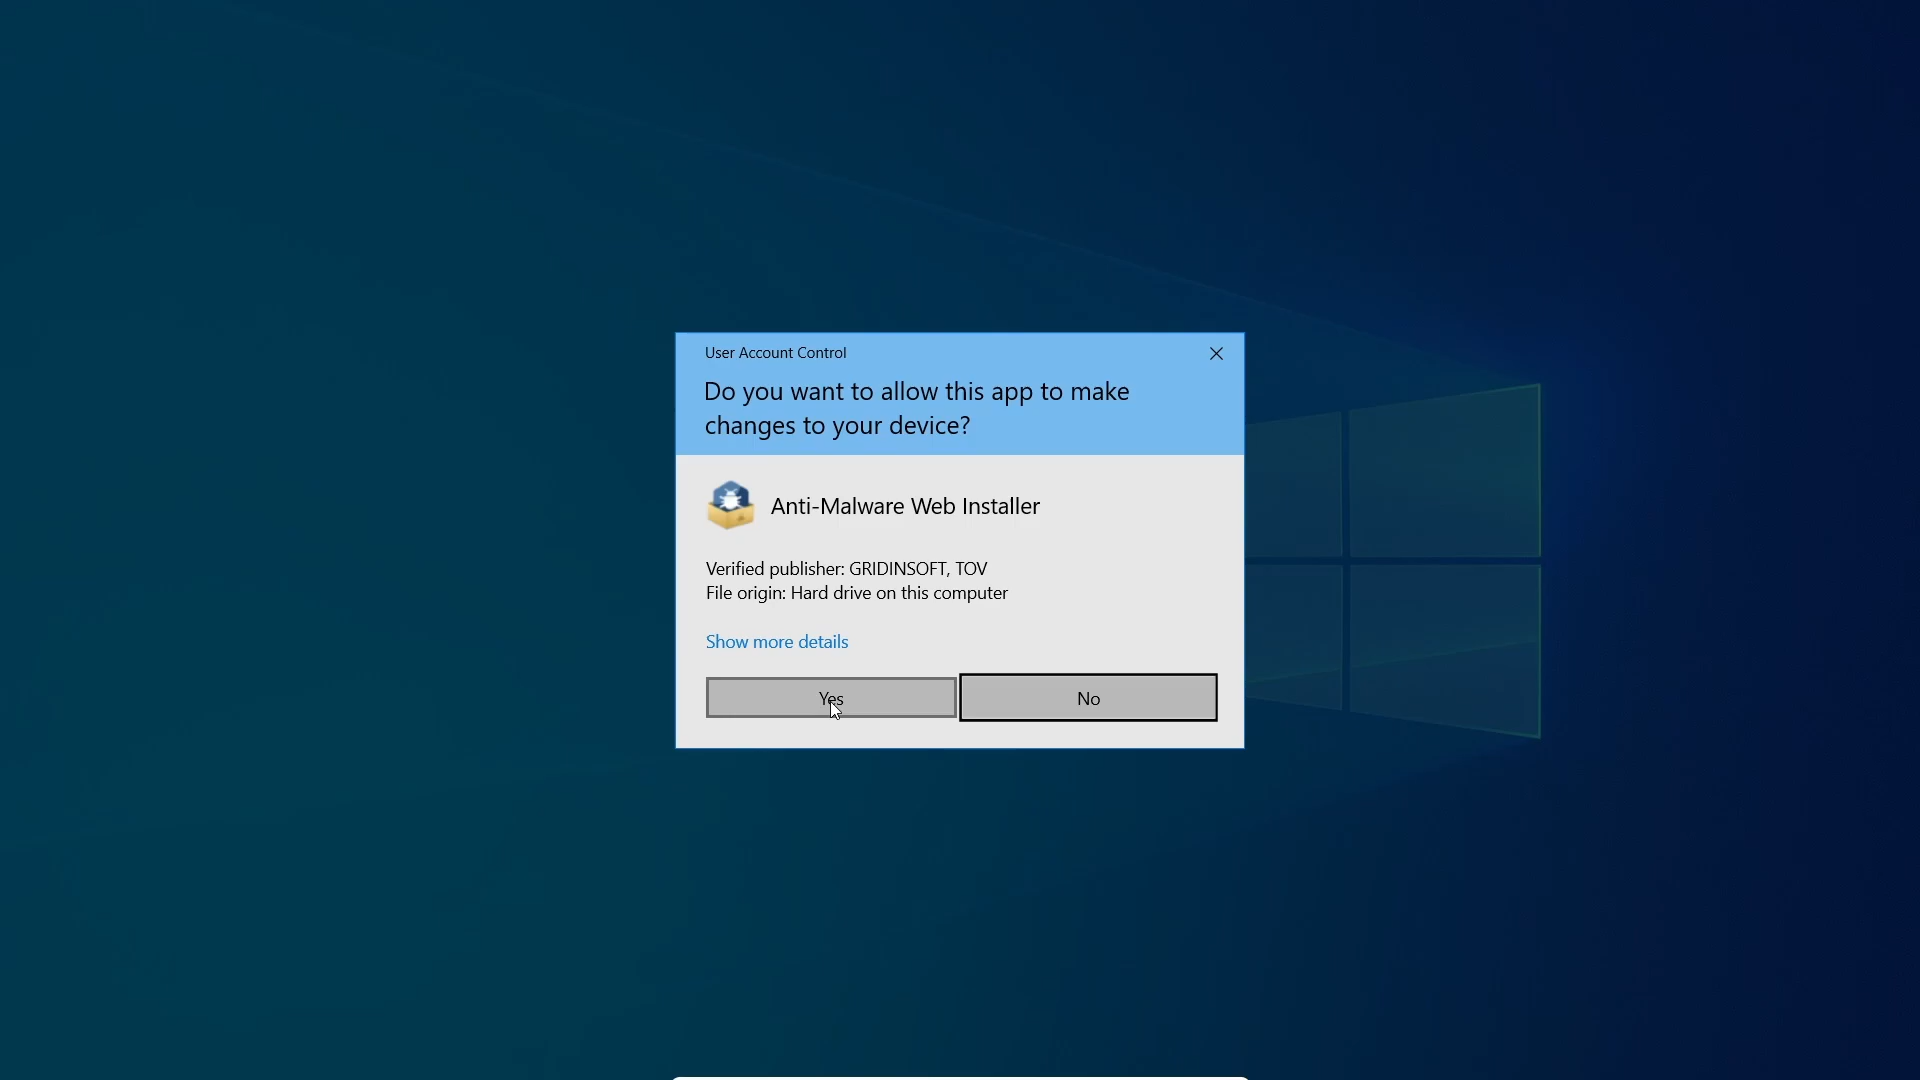 User Account Control
Do you want to allow this app to make
changes to your device?
Anti-Malware Web Installer
Verified publisher: GRIDINSOFT, TOV
File origin: Hard drive on this computer
Show more details
Yes
No